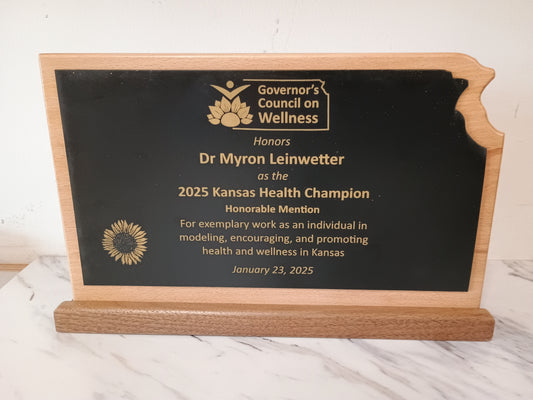 Governor's
Council on
Wellness
Honors
Dr Myron Leinwetter
as the
2025 Kansas Health Champion
Honorable Mention
For exemplary work as an individual in
modeling, encouraging, and promoting
health and wellness in Kansas
January 23, 2025